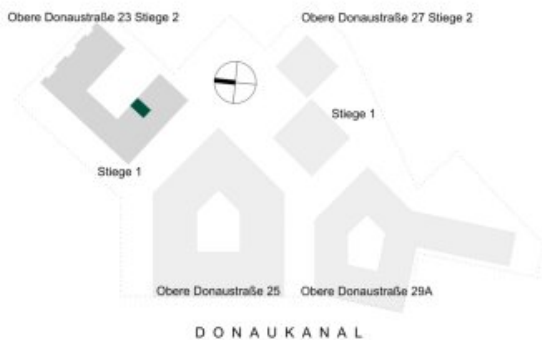 Obere Donaustraße 23 Stiege 2
Obere Donaustraße 27 Stiege 2
Stiege 1
Stiege 1
Obere Donaustraße 25
Obere Donaustraße 29A
DONAUKANAL